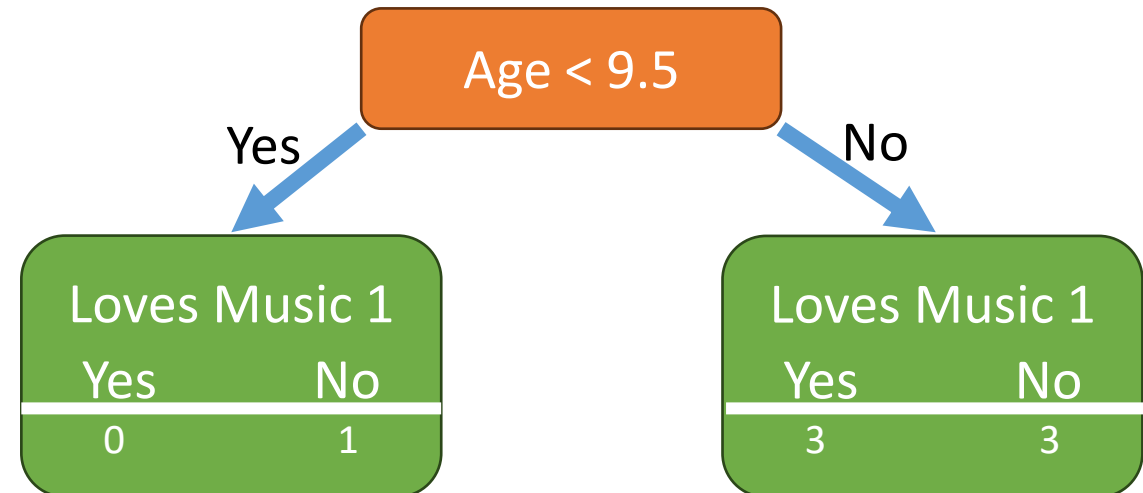 Age < 9.5
Yes
No
Loves Music 1
Yes No
0 1
Loves Music 1
Yes No
3 3